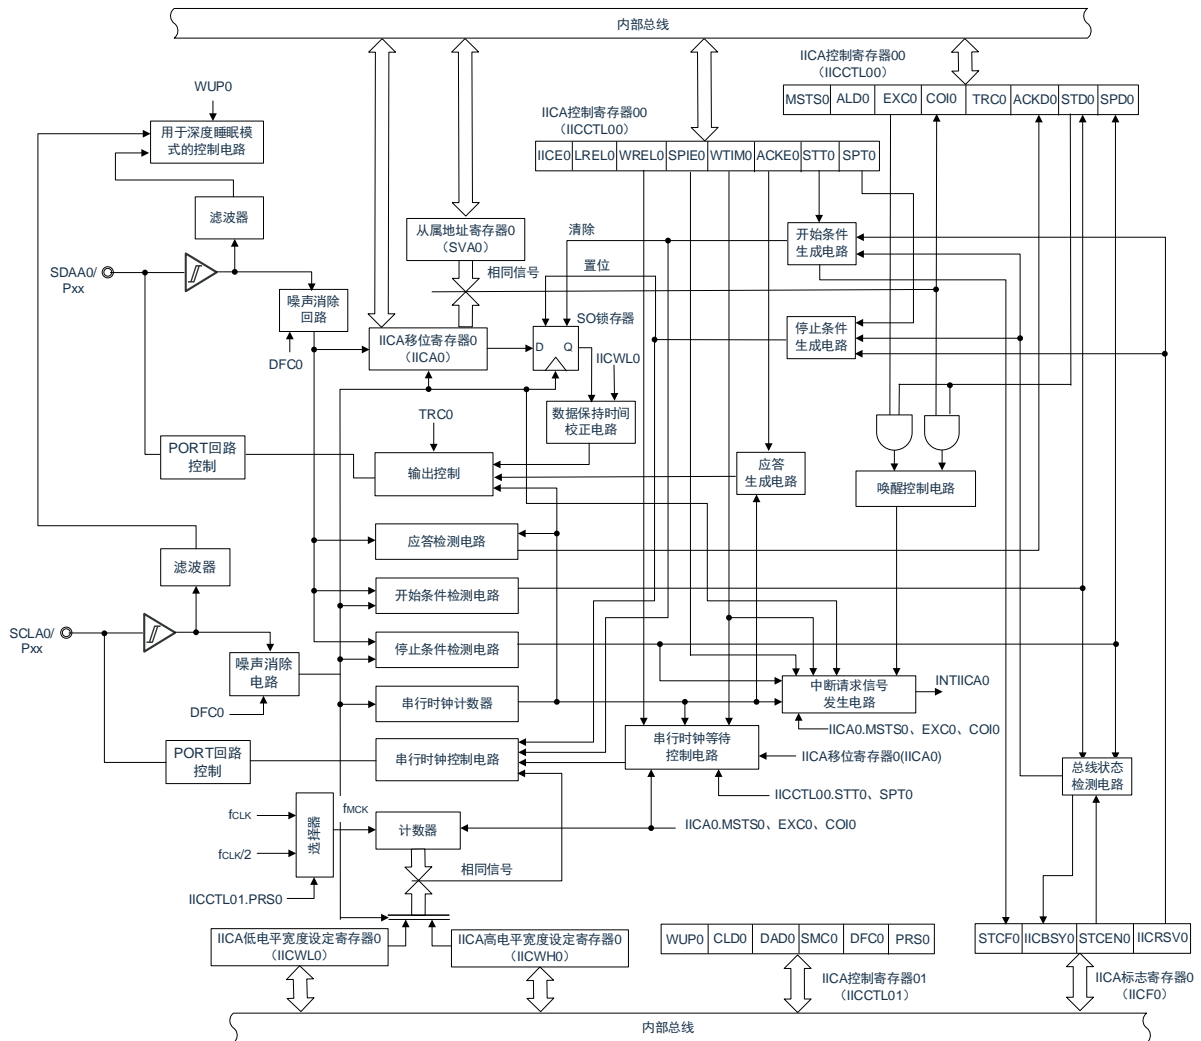 内部总线
IICA控制寄存器00
（IICCTL00）
MSTS0 ALD0 EXC0 COI0 TRC0 ACKD0 STD0 SPD0
WUP0
IICA控制寄存器00
（IICCTL00）
用于深度睡眠模
式的控制电路
IICE0 LREL0 WREL0 SPIE0 WTIM0 ACKE0 STT0 SPT0
滤波器
从属地址寄存器0
（SVA0）
清除
开始条件
生成电路
SDAA0/
Pxx
相同信号
置位
噪声消除
回路
SO锁存器
停止条件
生成电路
IICA移位寄存器0
（IICA0）
D Q
IICWL0
DFC0
TRC0
数据保持时间
校正电路
PORT回路
控制
输出控制
应答
生成电路
唤醒控制电路
应答检测电路
滤波器
开始条件检测电路
SCLA0/
Pxx
停止条件检测电路
噪声消除
电路
中断请求信号
发生电路
INTIICA0
串行时钟计数器
DFC0
IICA0.MSTS0、EXC0、COI0
串行时钟等待
控制电路
PORT回路
控制
串行时钟控制电路
IICA移位寄存器0(IICA0)
总线状态
检测电路
IICCTL00.STT0、SPT0
fCLK
选择器
fMCK
计数器
IICA0.MSTS0、EXC0、COI0
fCLK/2
相同信号
IICCTL01.PRS0
IICA低电平宽度设定寄存器0
（IICWL0）
IICA高电平宽度设定寄存器0
（IICWH0）
WUP0 CLD0 DAD0 SMC0 DFC0 PRS0
STCF0 IICBSY0 STCEN0 IICRSV0
IICA控制寄存器01
（IICCTL01）
IICA标志寄存器0
（IICF0）
内部总线